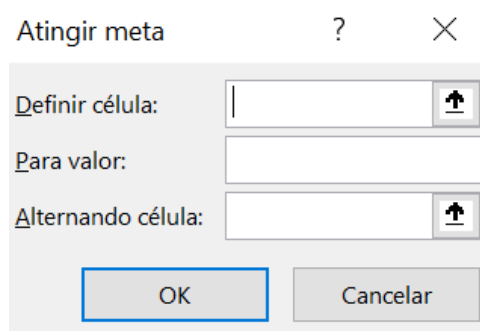 Atingir meta ?
Definir célula:
Para valor:
Alternando célula:
OK Cancelar